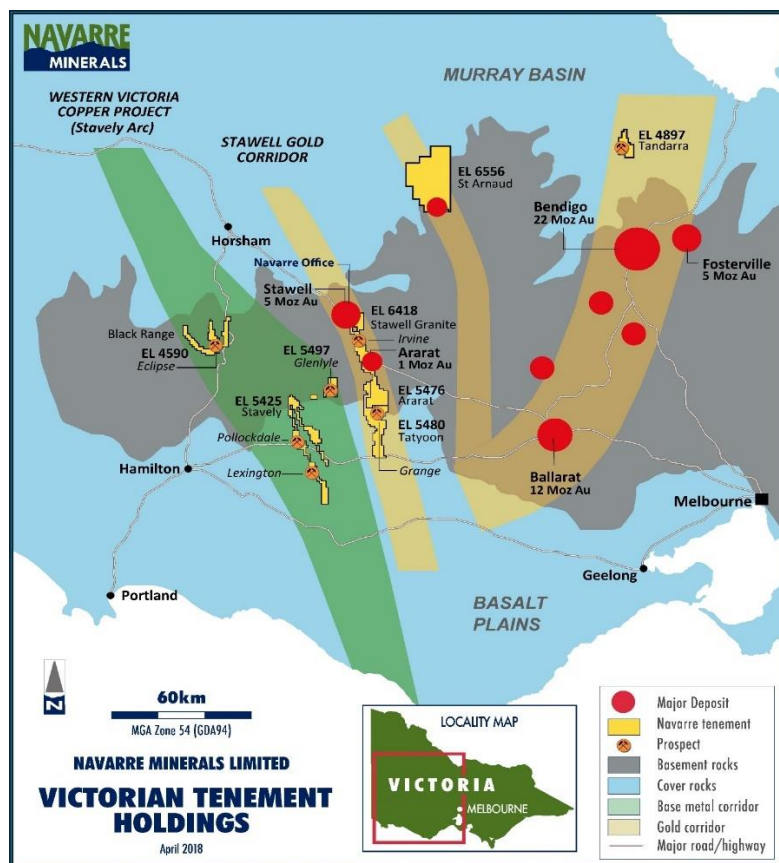 NAVARRE
MINERALS
MURRAY BASIN
WESTERN VICTORIA
COPPER PROJECT
(Stavely Arc)
STAWELL GOLD
CORRIDOR
EL 4897
Tandarra
EL 6556
St Arnaud
Bendigo
22 Moz Au
Horsham
Fosterville
5 Moz Au
Navarre Office
Stawell
5 Moz Au
EL 6418
Stawell Granite
Irvine
Black Range
EL 4590
Eclipse
EL 5497
Glenlyle
Ararat
1 Moz Au
EL 5425
Stavely
EL 5476
Ararat
EL 5480
Tatyoon
Pollockdale
Hamilton
Lexington
Grange
Ballarat
12 Moz Au
Melbourne
Geelong
Portland
BASALT
PLAINS
N
60km
MGA Zone 54 (GDA94)
NAVARRE MINERALS LIMITED
VICTORIAN TENEMENT
HOLDINGS
April 2018
LOCALITY MAP
VICTORIA
MELBOURNE
Major Deposit
Navarre tenement
Prospect
Basement rocks
Cover rocks
Base metal corridor
Gold corridor
Major road/highway